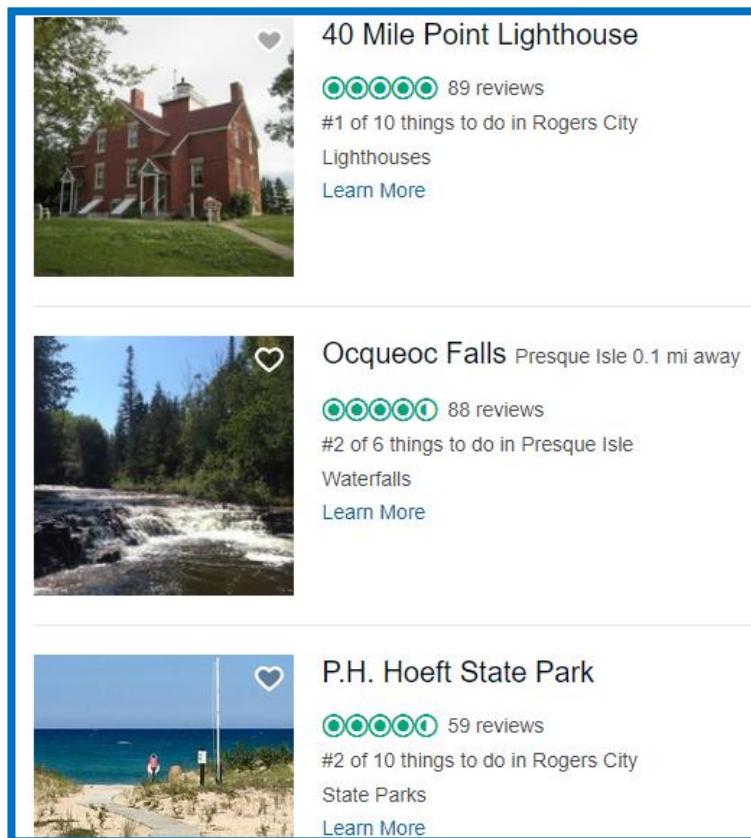 40 Mile Point Lighthouse
89 reviews
#1 of 10 things to do in Rogers City
Lighthouses
Learn More
Ocqueoc Falls Presque Isle 0.1 mi away
88 reviews
#2 of 6 things to do in Presque Isle
Waterfalls
Learn More
P.H. Hoeft State Park
59 reviews
#2 of 10 things to do in Rogers City
State Parks
Learn More